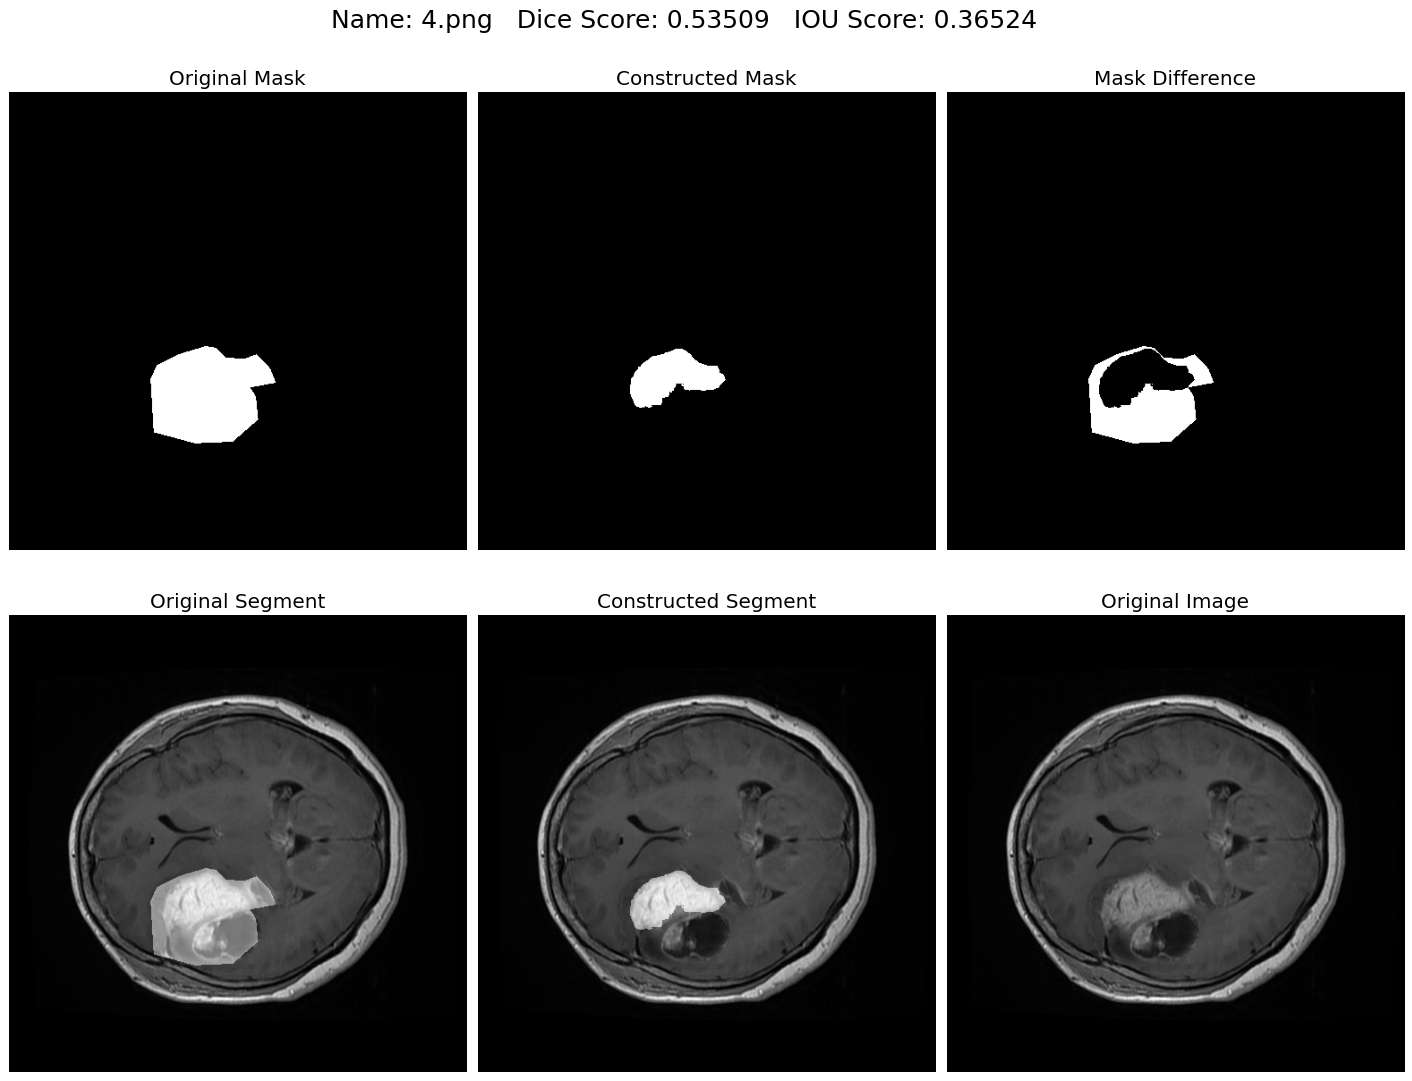 Name: 4.png   Dice Score: 0.53509   IOU Score: 0.36524
Original Mask
Constructed Mask
Mask Difference
Original Segment
Constructed Segment
Original Image